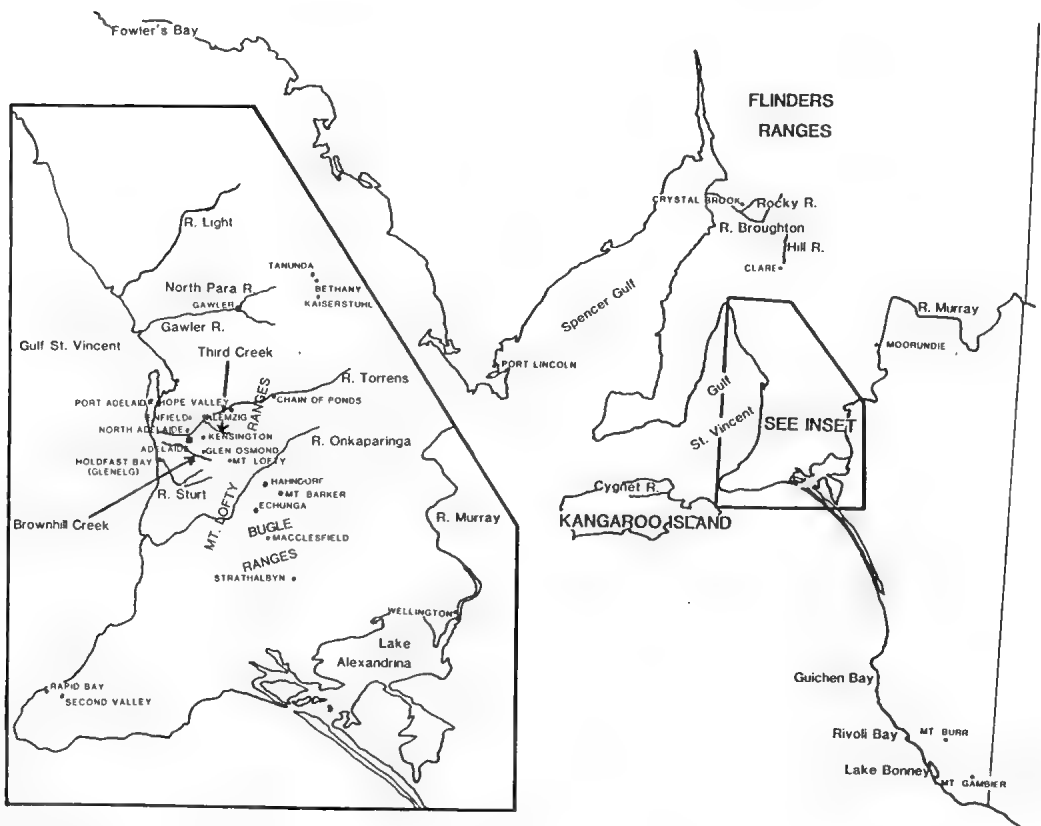 Fowler's Bay
FLINDERS
RANGES
CRYSTAL BROOK
Rocky R.
R. Broughton
Hill R.
CLARE
Spencer Gulf
R. Murray
MOORUNDIE
PORT LINCOLN
Gulf
St. Vincent
SEE INSET
Cygnet R.
KANGAROO ISLAND
Guichen Bay
Rivoli Bay
MT BURR
Lake Bonney
MT GAMBIER
R. Light
TANUNDA
BETHANY
KAISERSTUHL
North Para R.
GAWLER
Gawler R.
Gulf St. Vincent
Third Creek
R. Torrens
CHAIN OF PONDS
PORT ADELAID
HOPE VALLEY
ENFIELD
LEMZIG
NORTH ADELAIDE
KENSINGTON
ADELAIDE
GLEN OSMOND
HOLDFAST BAY
(GLENELG)
MT LOFTY
R. Onkaparinga
R. Sturt
Brownhill Creek
MT. LOFTY
RANGES
HAHNDORF
MT BARKER
ECHUNGA
BUGLE
RANGES
MACCLESFIELD
STRATHALBYN
R. Murray
WELLINGTON
Lake
Alexandrina
RAPID BAY
SECOND VALLEY